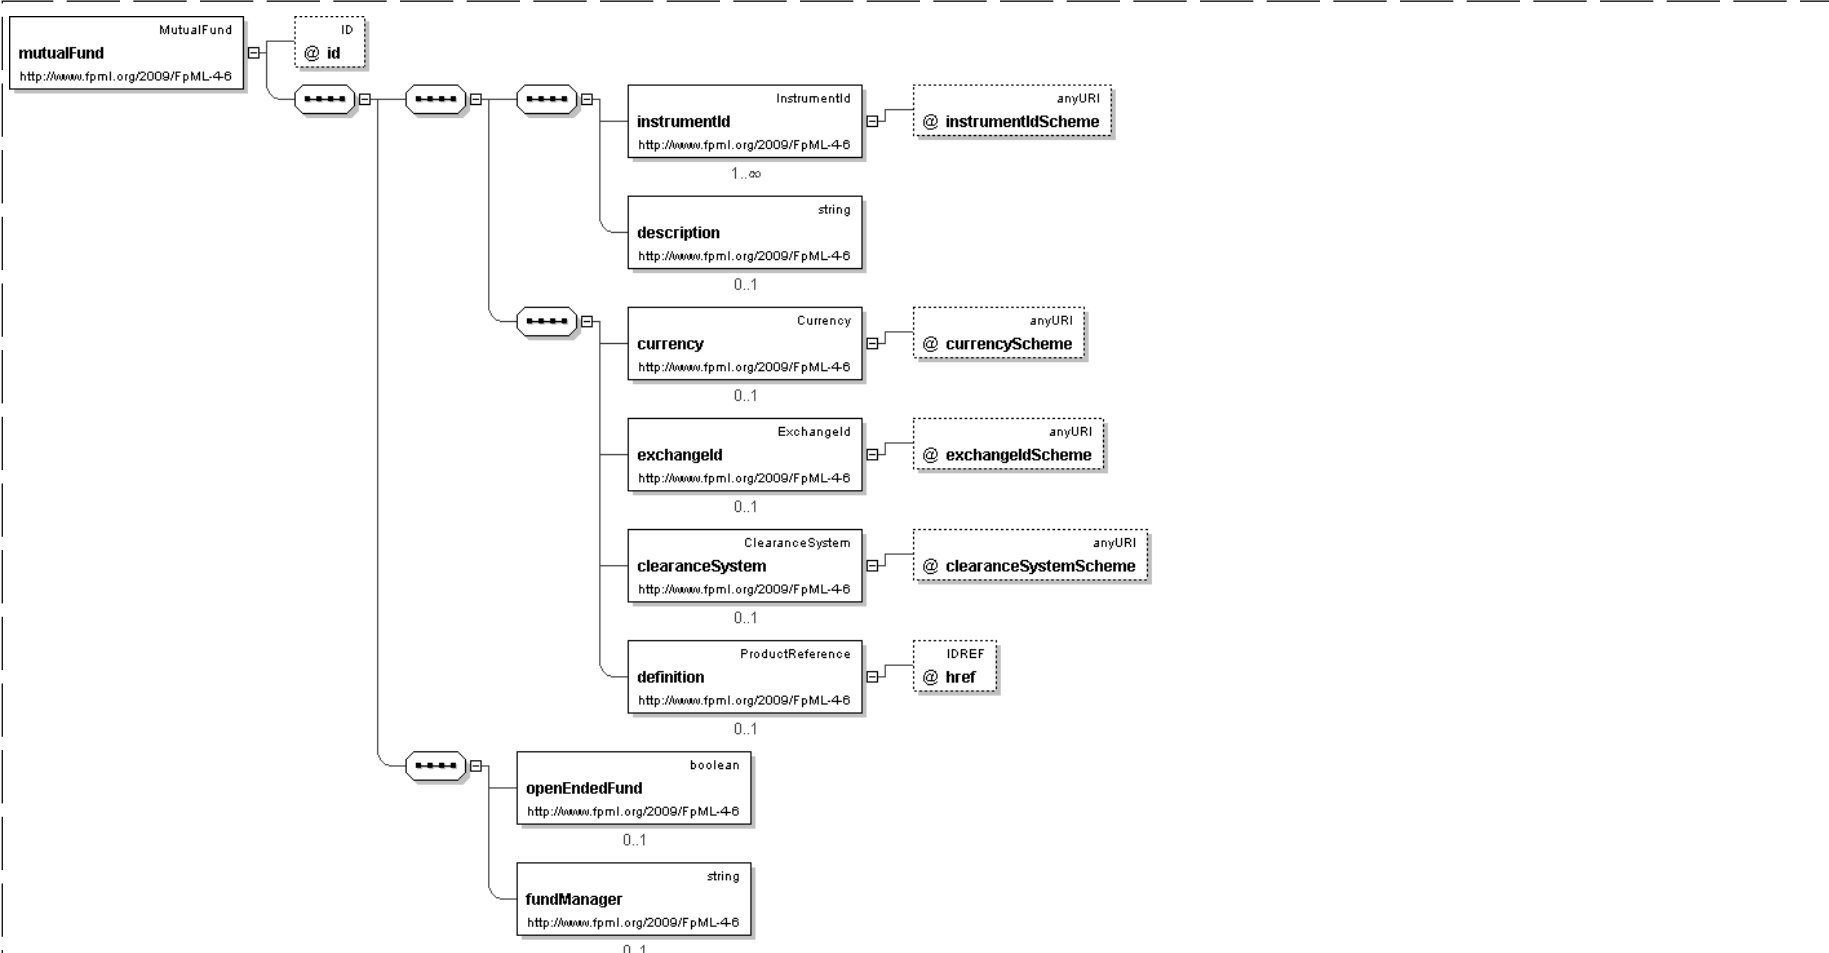 MutualFund
mutualFund
http://www.fpml.org/2009/FpML-4-6
ID
@ id
InstrumentId
instrumentId
http://www.fpml.org/2009/FpML-4-6
1..∞
anyURI
@ instrumentIdScheme
string
description
http://www.fpml.org/2009/FpML-4-6
0..1
Currency
currency
http://www.fpml.org/2009/FpML-4-6
0..1
anyURI
@ currencyScheme
ExchangeId
exchangeId
http://www.fpml.org/2009/FpML-4-6
0..1
anyURI
@ exchangeIdScheme
ClearanceSystem
clearanceSystem
http://www.fpml.org/2009/FpML-4-6
0..1
anyURI
@ clearanceSystemScheme
ProductReference
definition
http://www.fpml.org/2009/FpML-4-6
0..1
IDREF
@ href
boolean
openEndedFund
http://www.fpml.org/2009/FpML-4-6
0..1
string
fundManager
http://www.fpml.org/2009/FpML-4-6
0..1